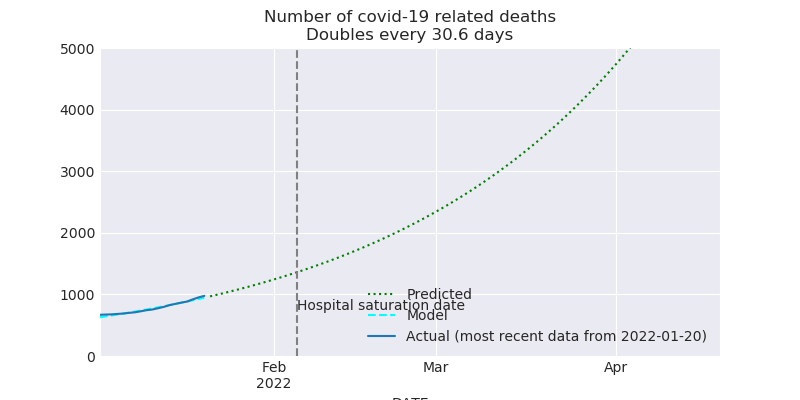 Number of covid-19 related deaths
Doubles every 30.6 days
5000
4000
3000
2000
1000
0
Predicted
Hospital saturation date
Model
Actual (most recent data from 2022-01-20)
Feb
2022
Mar
Apr
DATE